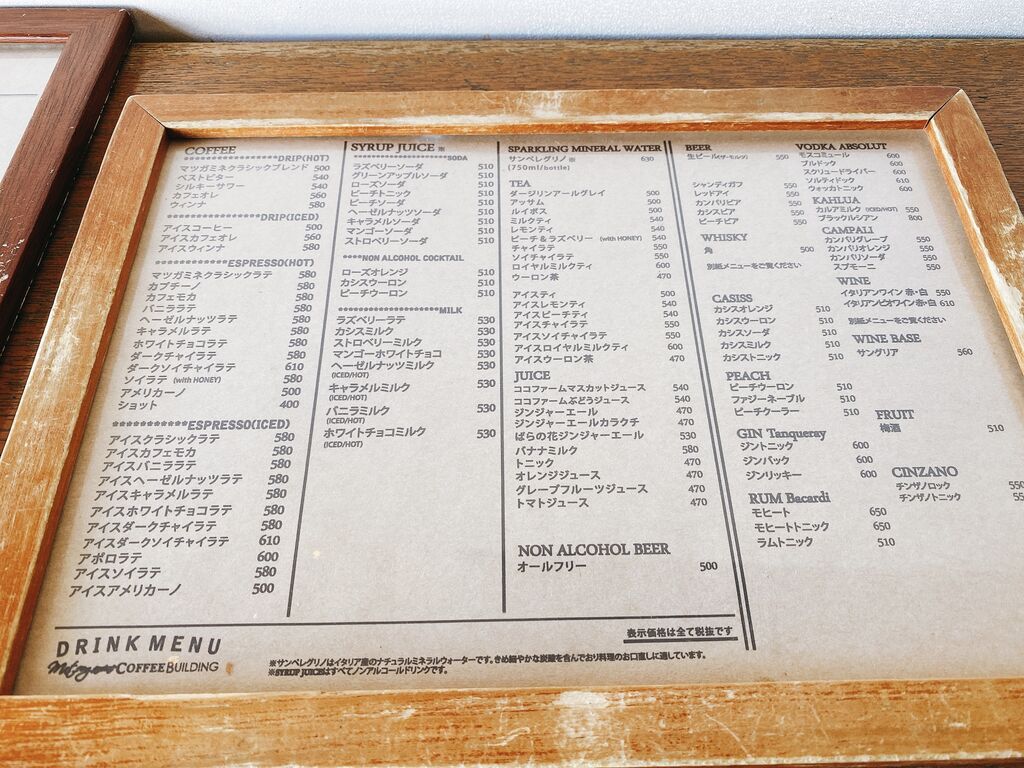 COFFEE
******************DRIP(HOT)
マツガミネクラシックブレンド 500
ベストビター 540
シルキーサワー 540
カフェオレ 560
ウィンナ 580
******************DRIP(ICED)
アイスコーヒー 500
アイスカフェオレ 560
アイスウィンナ 580
************ESPRESSO(HOT)
マツガミネクラシックラテ 580
カプチーノ 580
カフェモカ 580
バニララテ 580
ヘーゼルナッツラテ 580
キャラメルラテ 580
ホワイトチョコラテ 580
ダークチャイラテ 580
ダークソイチャイラテ 610
ソイラテ (with HONEY) 580
アメリカーノ 500
ショット 400
************ESPRESSO(ICED)
アイスクラシックラテ 580
アイスカフェモカ 580
アイスバニララテ 580
アイスヘーゼルナッツラテ 580
アイスキャラメルラテ 580
アイスホワイトチョコラテ 580
アイスダークチャイラテ 580
アイスダークソイチャイラテ 610
アポロラテ 600
アイスソイラテ 580
アイスアメリカーノ 500
SYRUP JUICE ※
********************SODA
ラズベリーソーダ 510
グリーンアップルソーダ 510
ローズソーダ 510
ピーチトニック 510
ピーチソーダ 510
ヘーゼルナッツソーダ 510
キャラメルソーダ 510
マンゴーソーダ 510
ストロベリーソーダ 510
****NON ALCOHOL COCKTAIL
ローズオレンジ 510
カシスウーロン 510
ピーチウーロン 510
********************MILK
ラズベリーラテ 530
カシスミルク 530
ストロベリーミルク 530
マンゴーホワイトチョコ 530
ヘーゼルナッツミルク 530
(ICED/HOT)
キャラメルミルク 530
(ICED/HOT)
バニラミルク 530
(ICED/HOT)
ホワイトチョコミルク 530
(ICED/HOT)
SPARKLING MINERAL WATER
サンペレグリノ ※ 630
(750ml/bottle)
TEA
ダージリンアールグレイ 500
アッサム 500
ルイボス 500
ミルクティ 540
レモンティ 540
ピーチ&ラズベリー (with HONEY) 540
チャイラテ 550
ソイチャイラテ 550
ロイヤルミルクティ 600
ウーロン茶 400
アイスティ 500
アイスレモンティ 540
アイスピーチティ 540
アイスチャイラテ 550
アイスソイチャイラテ 550
アイスロイヤルミルクティ 600
アイスウーロン茶 470
JUICE
ココファームマスカットジュース 540
ココファームぶどうジュース 540
ジンジャーエール 470
ジンジャーエールカラクチ 470
ばらの花ジンジャーエール 530
バナナミルク 580
トニック 470
オレンジジュース 470
グレープフルーツジュース 470
トマトジュース 470
NON ALCOHOL BEER
オールフリー 500
BEER
生ビール(ザ・モルツ) 550
シャンディガフ 550
レッドアイ 550
カンパリビア 550
カシスビア 550
ピーチビア 550
WHISKY
角 500
別紙メニューをご覧ください
CASISS
カシスオレンジ 510
カシスウーロン 510
カシスソーダ 510
カシスミルク 510
カシストニック 510
PEACH
ピーチウーロン 510
ファジーネーブル 510
ピーチクーラー 510
GIN Tanqueray
ジントニック 600
ジンバック 600
ジンリッキー 600
RUM Bacardi
モヒート 650
モヒートトニック 650
ラムトニック 510
VODKA ABSOLUT
モスコミュール 600
ブルドック 600
スクリュードライバー 600
ソルティドック 610
ウォッカトニック 600
KAHLUA
カルアミルク (ICED/HOT) 550
ブラックルシアン 800
CAMPALI
カンパリグレープ 550
カンパリオレンジ 550
カンパリソーダ 550
スプモーニ 550
WINE
イタリアンワイン 赤・白 550
イタリアンビオワイン 赤・白 610
別紙メニューをご覧ください
WINE BASE
サングリア 560
FRUIT
梅酒 510
CINZANO
チンザノロック 550
チンザノトニック
表示価格は全て税抜です
DRINK MENU
COFFEE BUILDING
※サンペレグリノはイタリア産のナチュラルミネラルウォーターです。きめ細やかな炭酸を含んでおり料理のお口直しに適しています。
※SYRUP JUICEはすべてノンアルコールドリンクです。